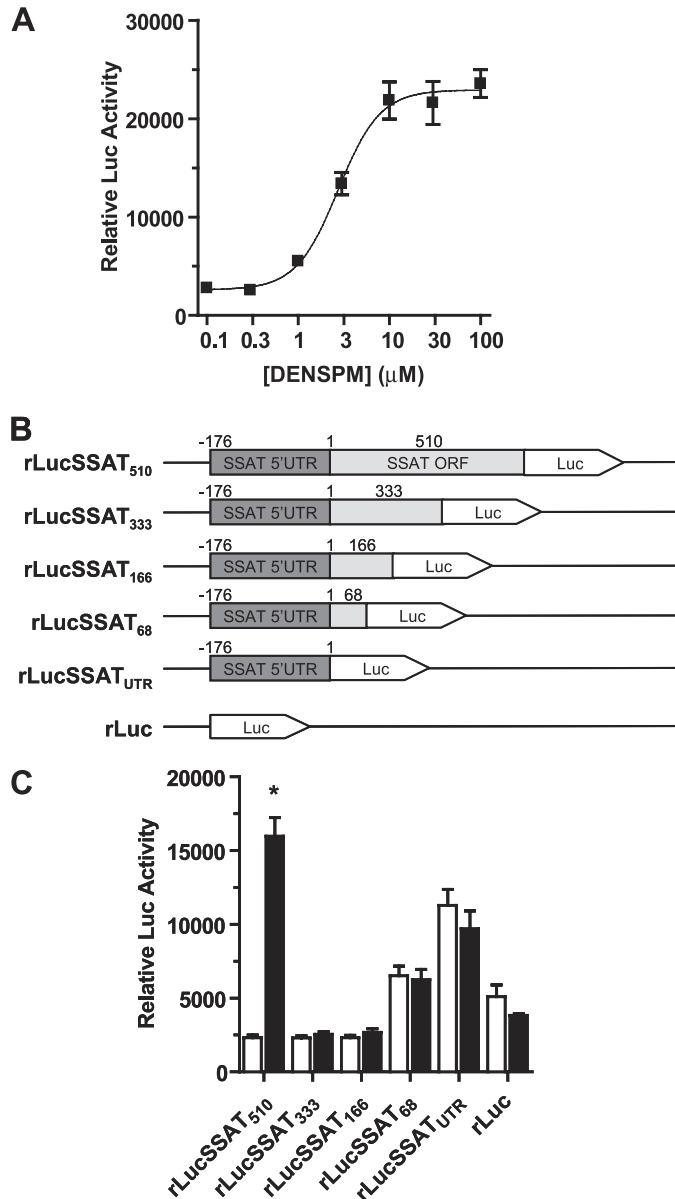 A
30000
20000
10000
0
Relative Luc Activity
0.1 0.3 1 3 10 30 100
[DENSPM] (μM)
B
-176 1 510
rLucSSAT510 SSAT 5'UTR SSAT ORF Luc
-176 1 333
rLucSSAT333 SSAT 5'UTR Luc
-176 1 166
rLucSSAT166 SSAT 5'UTR Luc
-176 1 68
rLucSSAT68 SSAT 5'UTR Luc
-176 1
rLucSSATUTR SSAT 5'UTR Luc
rLuc Luc
C
20000
15000
10000
5000
0
Relative Luc Activity
*
rLucSSAT510
rLucSSAT333
rLucSSAT166
rLucSSAT68
rLucSSATUTR
rLuc